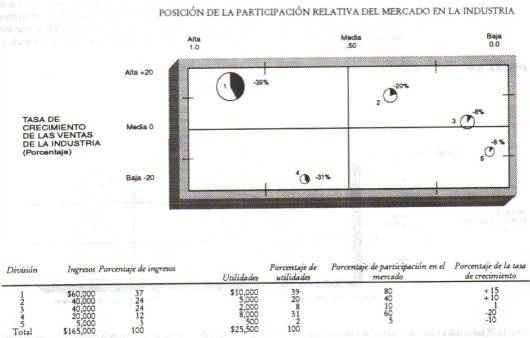 POSICIÓN DE LA PARTICIPACIÓN RELATIVA DEL MERCADO EN LA INDUSTRIA
Alta
1.0
Media
.50
Baja
0.0
Alta +20
TASA DE
CRECIMIENTO
DE LAS VENTAS
DE LA INDUSTRIA
(Porcentaje)
Media 0
Baja -20
1
-39%
2
-20%
3
-8%
4
-31%
5
-8 %
División Ingresos Porcentaje de ingresos Utilidades Porcentaje de utilidades Porcentaje de participación en el mercado Porcentaje de la tasa de crecimiento
1 $60,000 37 $10,000 39 80 +15
2 40,000 24 5,000 20 40 +10
3 40,000 24 2,000 8 10 1
4 20,000 12 8,000 31 60 -20
5 5,000 3 500 2 5 -10
Total $165,000 100 $25,500 100